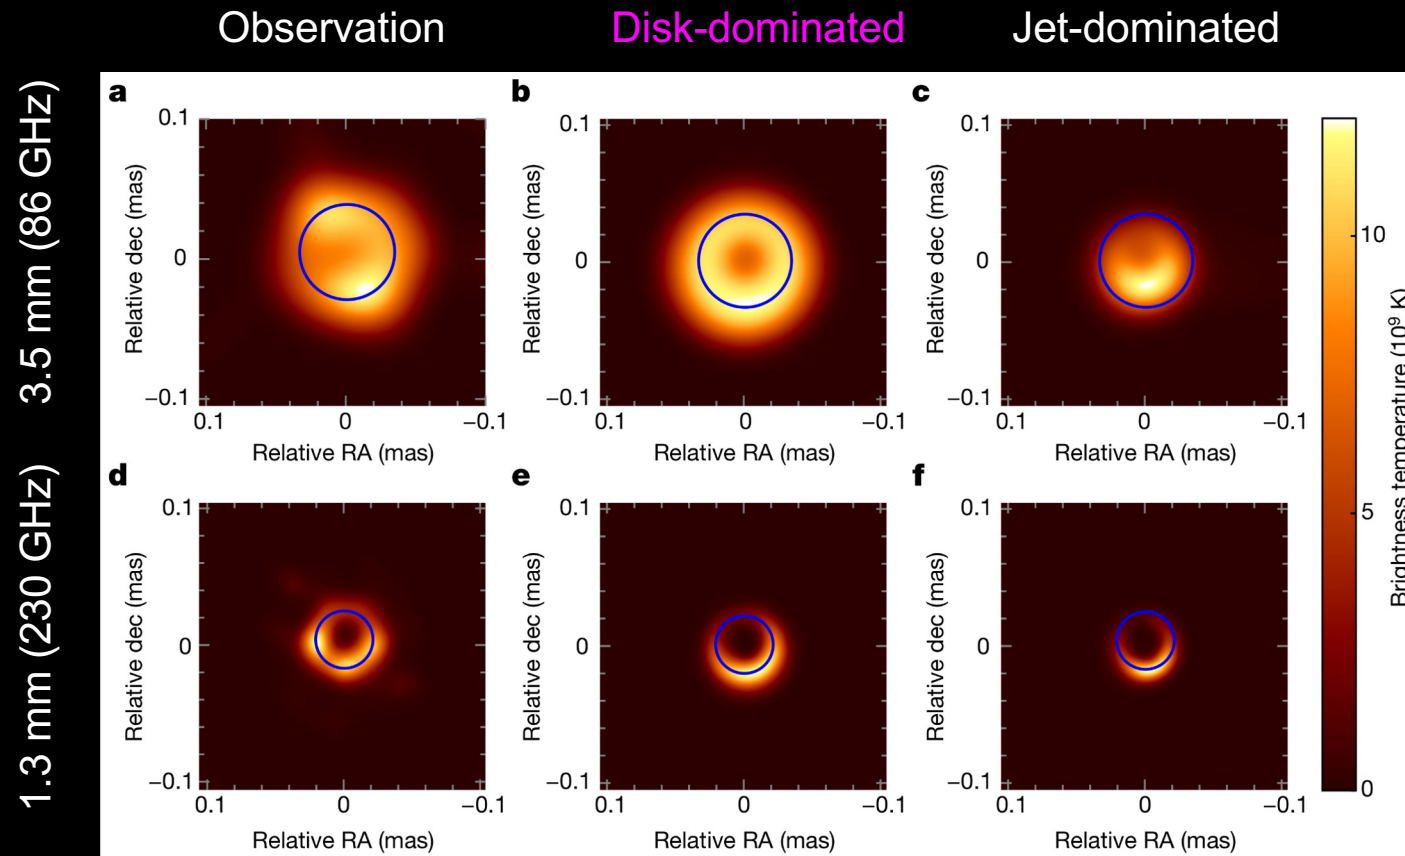 Observation
Disk-dominated
Jet-dominated
3.5 mm (86 GHz)
1.3 mm (230 GHz)
a
0.1
0
−0.1
Relative dec (mas)
0.1
0
−0.1
Relative RA (mas)
b
0.1
0
−0.1
Relative dec (mas)
0.1
0
−0.1
Relative RA (mas)
c
0.1
0
−0.1
Relative dec (mas)
0.1
0
−0.1
Relative RA (mas)
d
0.1
0
−0.1
Relative dec (mas)
0.1
0
−0.1
Relative RA (mas)
e
0.1
0
−0.1
Relative dec (mas)
0.1
0
−0.1
Relative RA (mas)
f
0.1
0
−0.1
Relative dec (mas)
0.1
0
−0.1
Relative RA (mas)
10
5
0
Brightness temperature (10⁹ K)